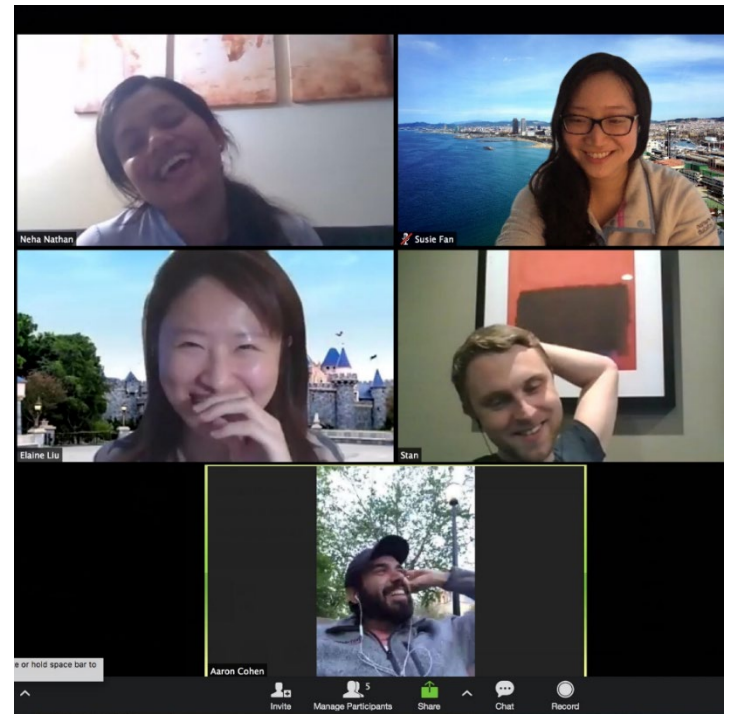 Neha Nathan
Susie Fan
Elaine Liu
Stan
Aaron Cohen
e or hold space bar to
5
Invite
Manage Participants
Share
Chat
Record